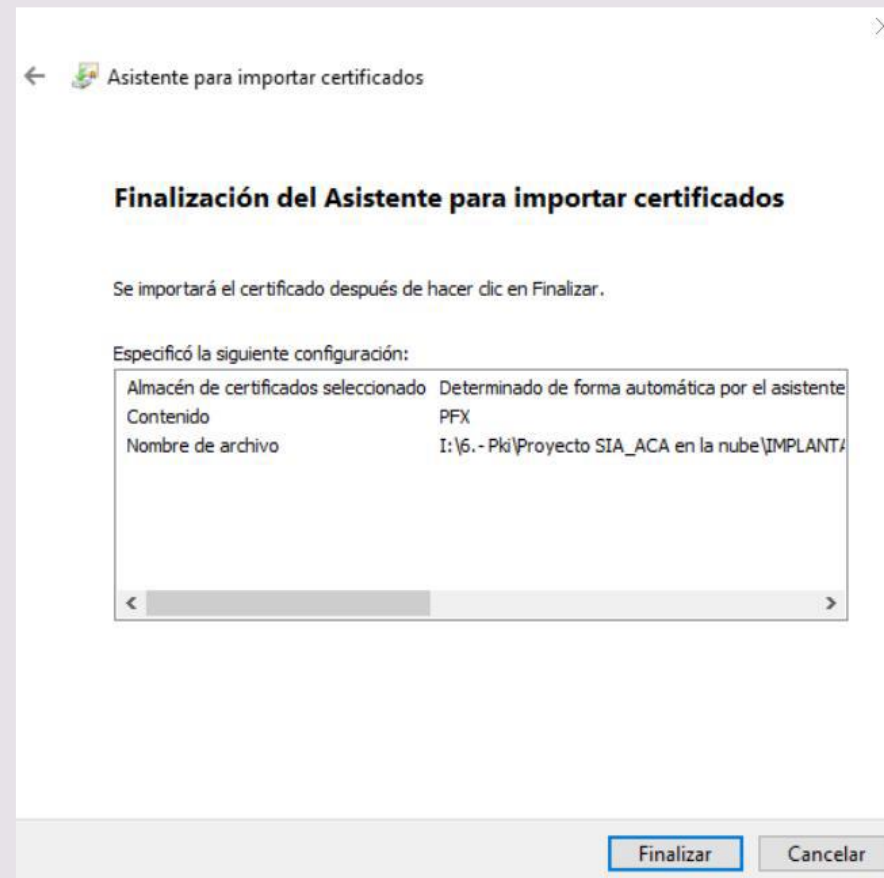 Asistente para importar certificados
Finalización del Asistente para importar certificados
Se importará el certificado después de hacer clic en Finalizar.
Especificó la siguiente configuración:
Almacén de certificados seleccionado Determinado de forma automática por el asistente
Contenido PFX
Nombre de archivo I:\6.- Pki\Proyecto SIA_ACA en la nube\IMPLANTA
Finalizar Cancelar